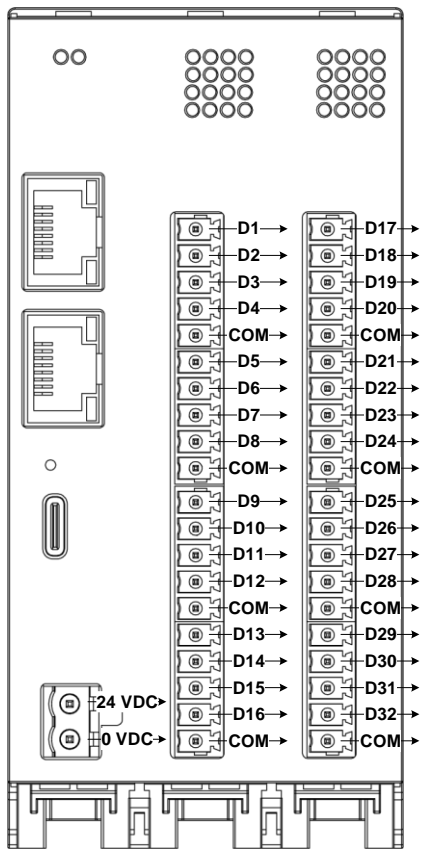 D1
D2
D3
D4
COM
D5
D6
D7
D8
COM
D9
D10
D11
D12
COM
D13
D14
D15
D16
COM
D17
D18
D19
D20
COM
D21
D22
D23
D24
COM
D25
D26
D27
D28
COM
D29
D30
D31
D32
COM
24 VDC
0 VDC